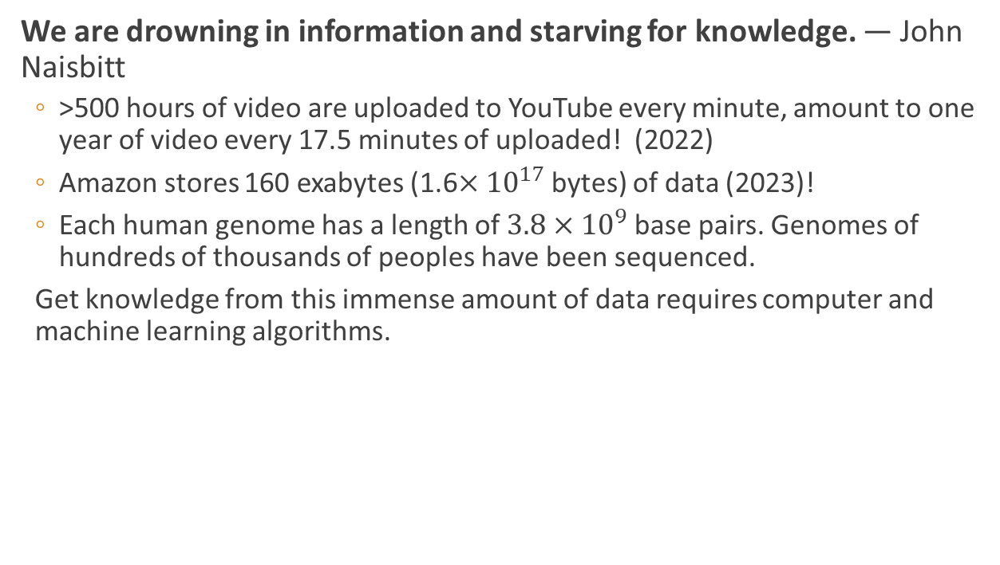 We are drowning in information and starving for knowledge. — John
Naisbitt
◦ >500 hours of video are uploaded to YouTube every minute, amount to one
year of video every 17.5 minutes of uploaded! (2022)
◦ Amazon stores 160 exabytes (1.6× 10^17 bytes) of data (2023)!
◦ Each human genome has a length of 3.8 × 10^9 base pairs. Genomes of
hundreds of thousands of peoples have been sequenced.
Get knowledge from this immense amount of data requires computer and
machine learning algorithms.